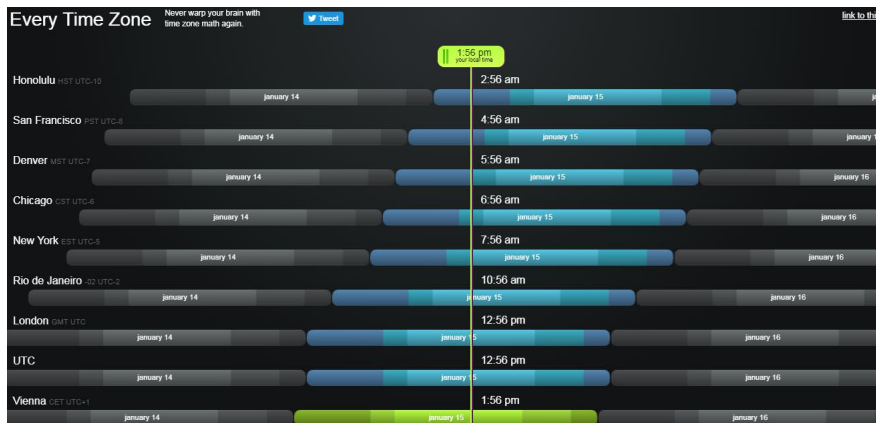 Every Time Zone
Never warp your brain with
time zone math again.
Tweet
link to thi
1:56 pm
your local time
Honolulu HST UTC-10
2:56 am
january 14
january 15
j
San Francisco PST UTC-8
4:56 am
january 14
january 15
january 1
Denver MST UTC-7
5:56 am
january 14
january 15
january 16
Chicago CST UTC-6
6:56 am
january 14
january 15
january 16
New York EST UTC-5
7:56 am
january 14
january 15
january 16
Rio de Janeiro -02 UTC-2
10:56 am
january 14
january 15
january 16
London GMT UTC
12:56 pm
january 14
january 15
january 16
UTC
12:56 pm
january 14
january 15
january 16
Vienna CET UTC+1
1:56 pm
january 14
january 15
january 16